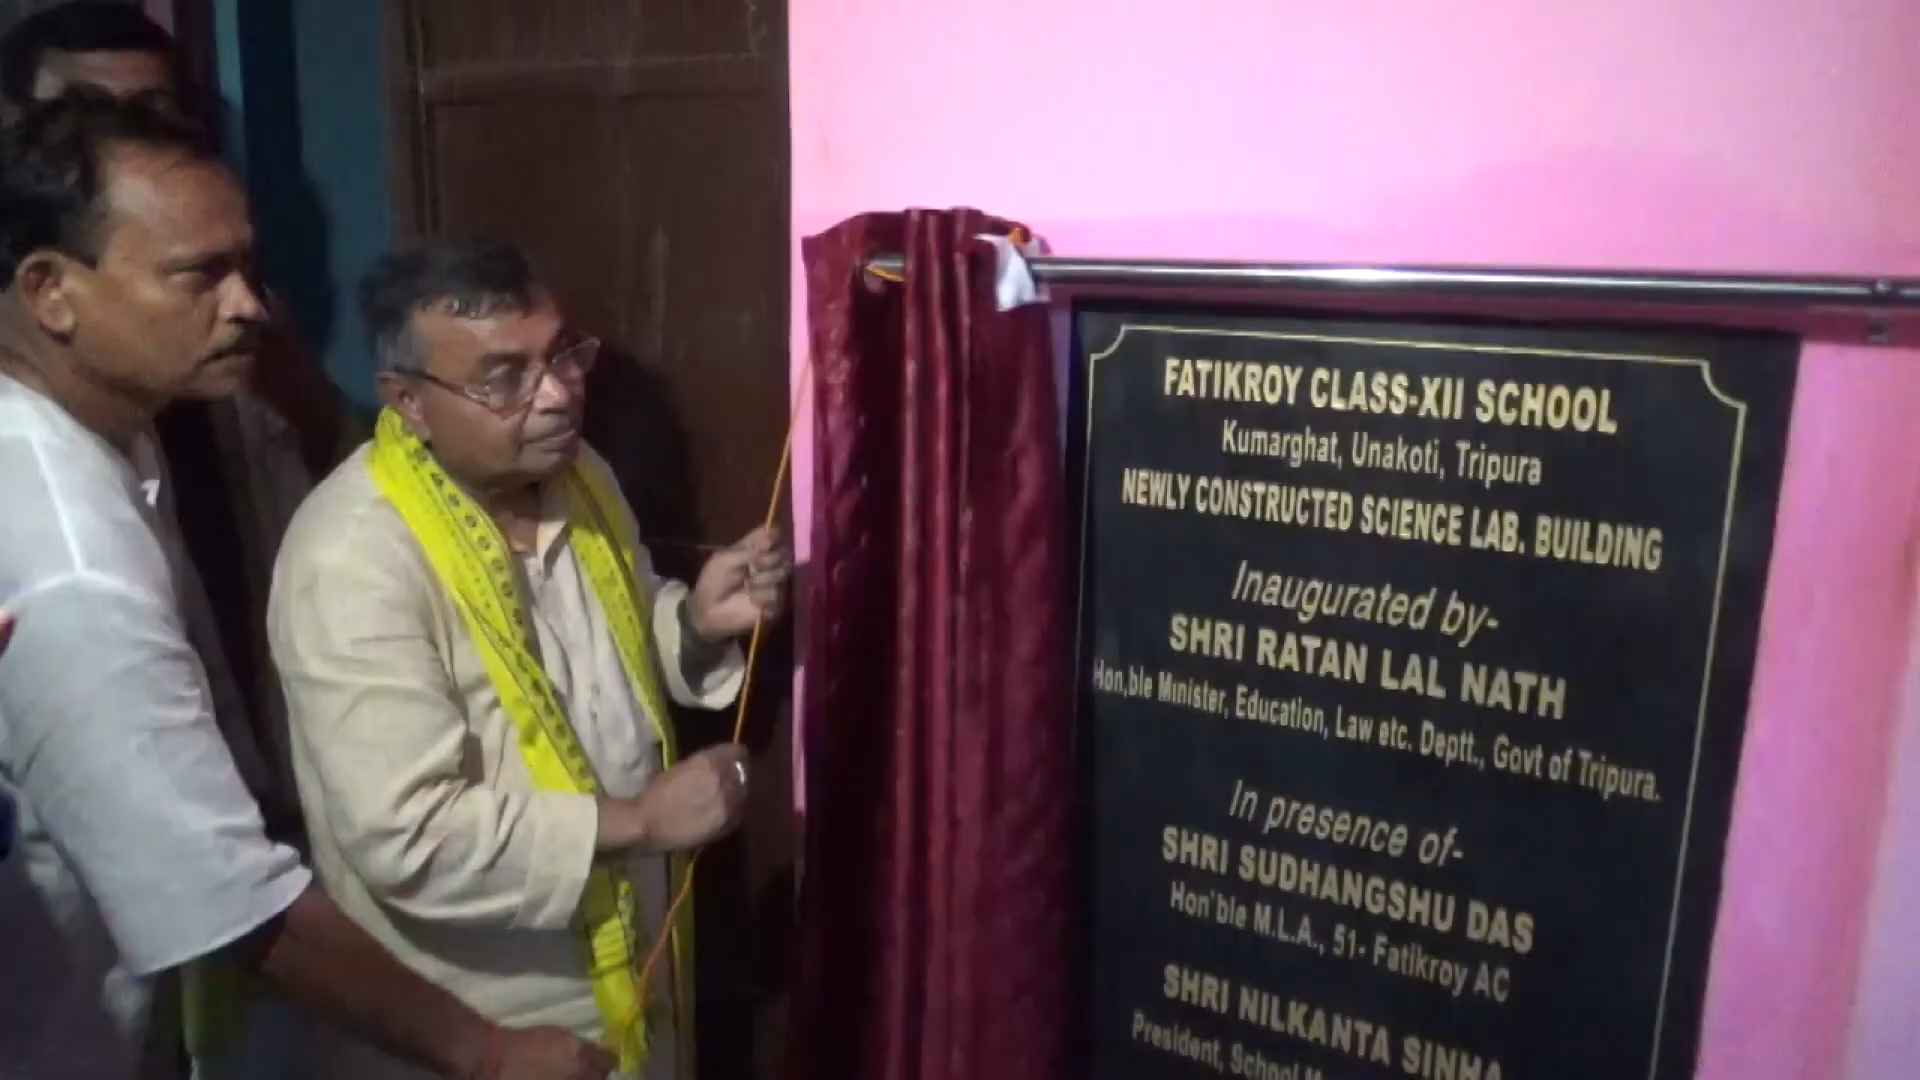 FATIKROY CLASS-XII SCHOOL
Kumarghat, Unakoti, Tripura
NEWLY CONSTRUCTED SCIENCE LAB. BUILDING
Inaugurated by-
SHRI RATAN LAL NATH
Hon,ble Minister, Education, Law etc. Deptt., Govt of Tripura.
In presence of-
SHRI SUDHANGSHU DAS
Hon'ble M.L.A., 51- Fatikroy AC
SHRI NILKANTA SINHA
President, School